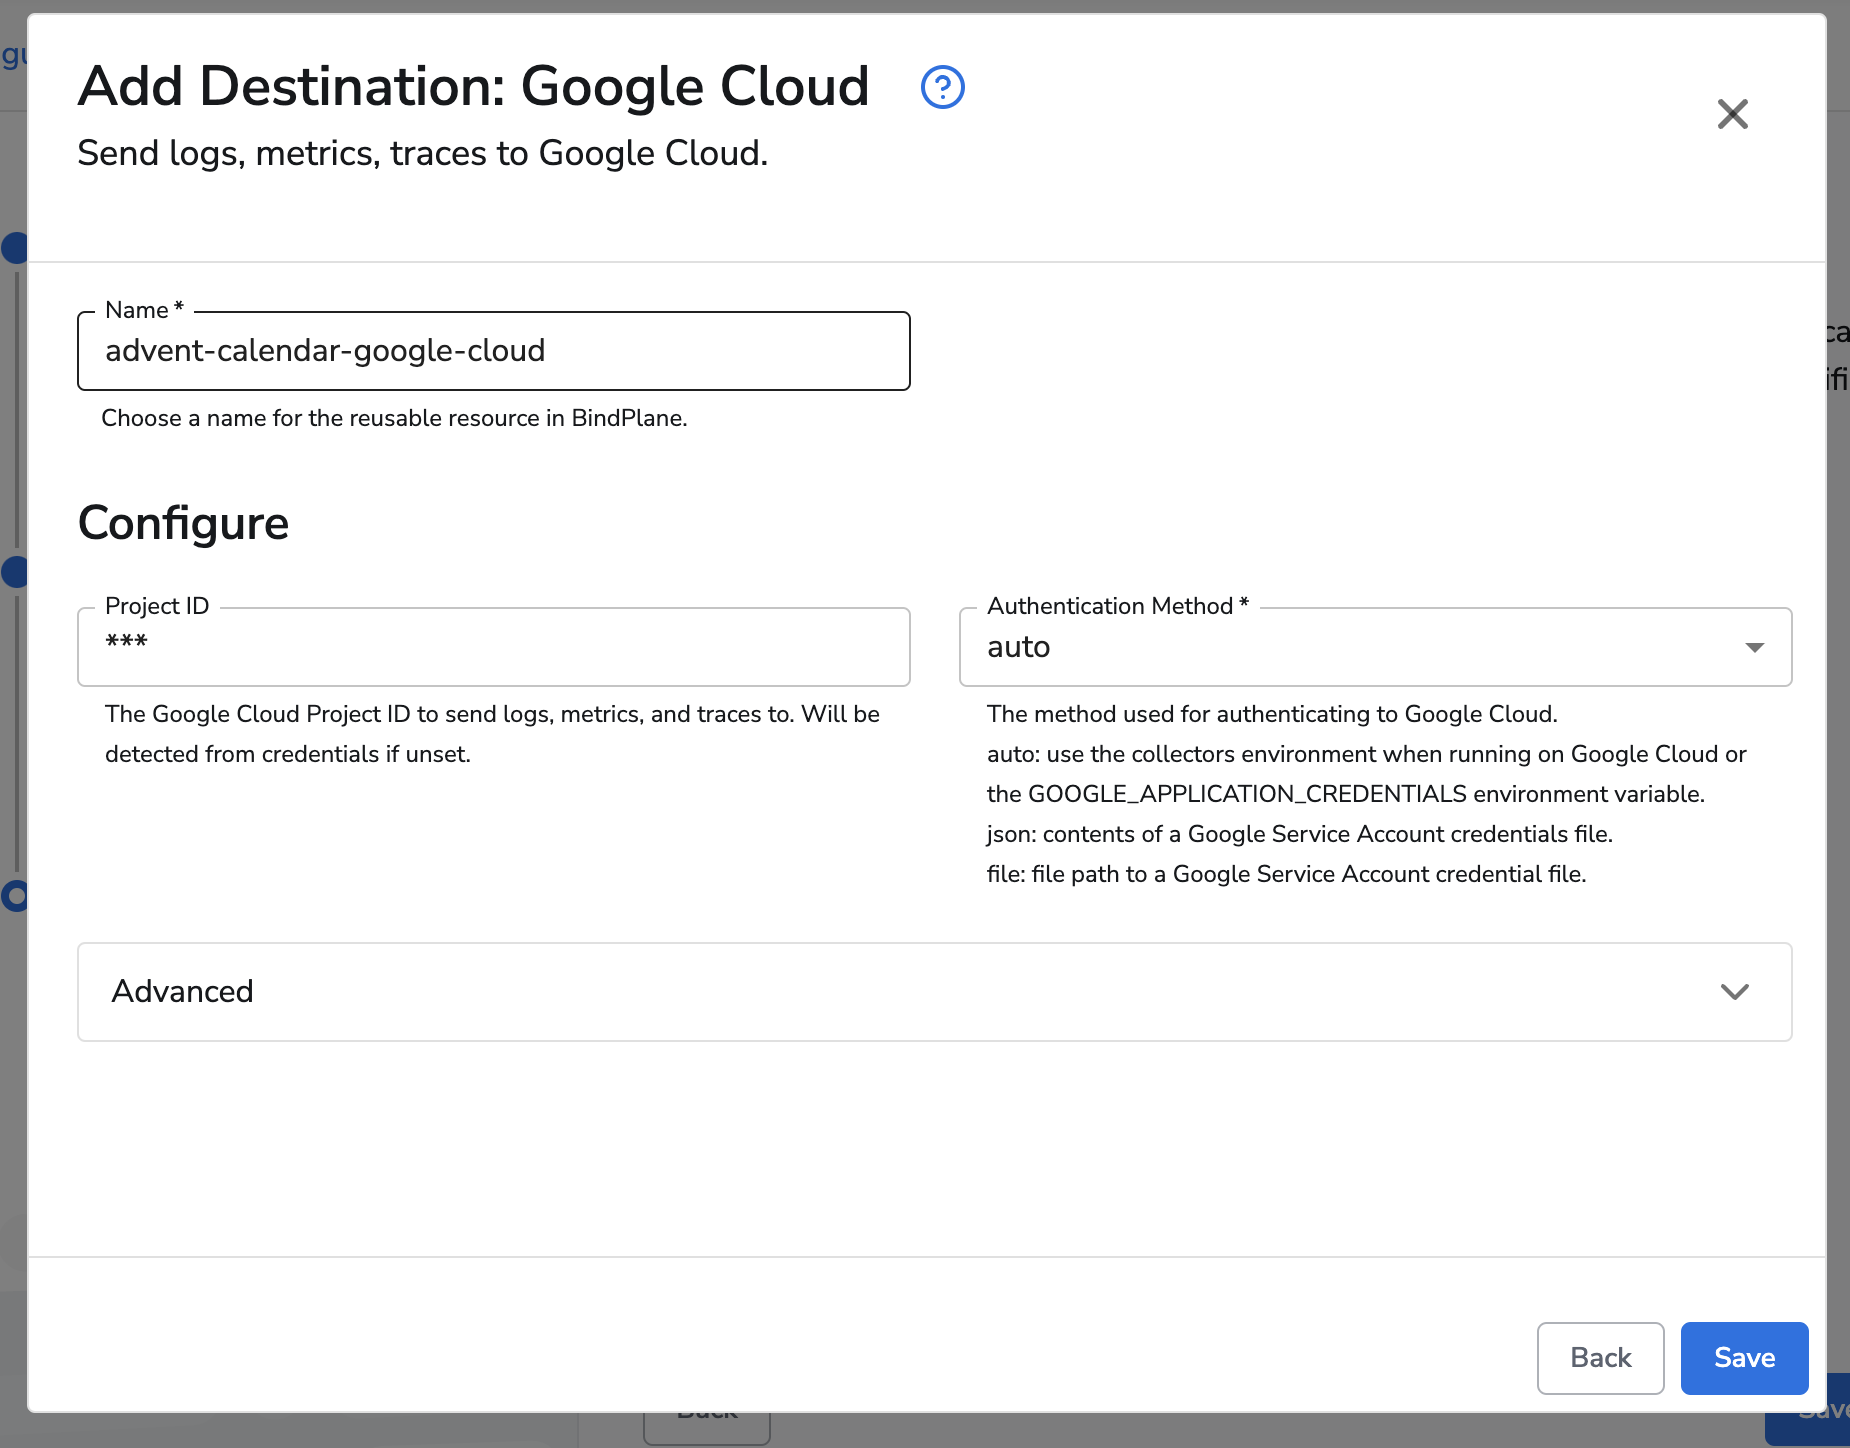 Add Destination: Google Cloud
Send logs, metrics, traces to Google Cloud.
Name *
advent-calendar-google-cloud
Choose a name for the reusable resource in BindPlane.
Configure
Project ID
***
The Google Cloud Project ID to send logs, metrics, and traces to. Will be
detected from credentials if unset.
Authentication Method *
auto
The method used for authenticating to Google Cloud.
auto: use the collectors environment when running on Google Cloud or
the GOOGLE_APPLICATION_CREDENTIALS environment variable.
json: contents of a Google Service Account credentials file.
file: file path to a Google Service Account credential file.
Advanced
Back
Save